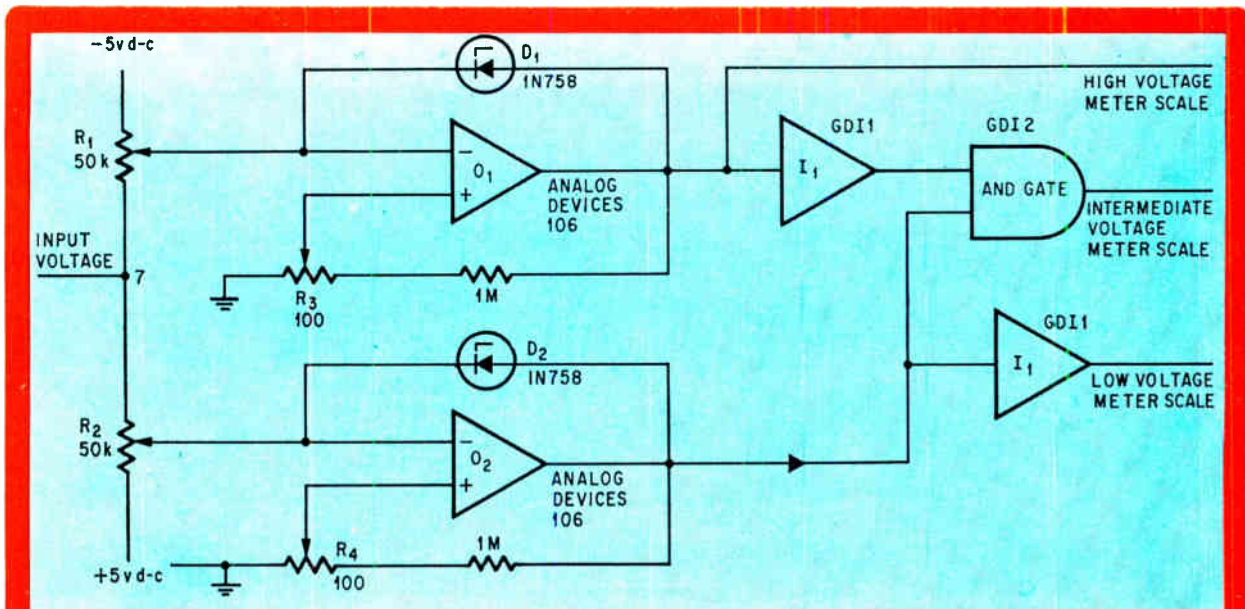 −5v d-c
D1
1N758
R1
50k
−
+
O1
ANALOG
DEVICES
106
GDI1
I1
GDI2
AND GATE
HIGH VOLTAGE
METER SCALE
INTERMEDIATE
VOLTAGE
METER SCALE
INPUT
VOLTAGE
7
R3
100
1M
D2
1N758
GDI1
I1
LOW VOLTAGE
METER SCALE
R2
50k
−
+
O2
ANALOG
DEVICES
106
+5v d-c
R4
100
1M